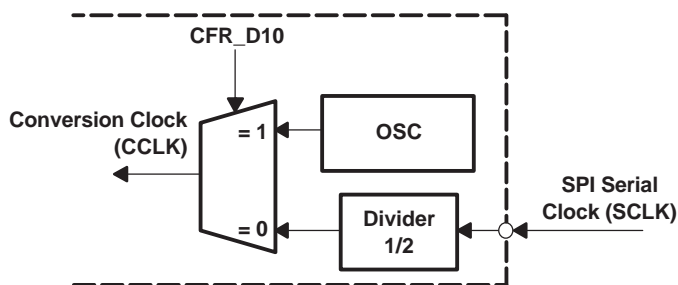 CFR_D10
Conversion Clock
(CCLK)
= 1
OSC
SPI Serial
Clock (SCLK)
= 0
Divider
1/2